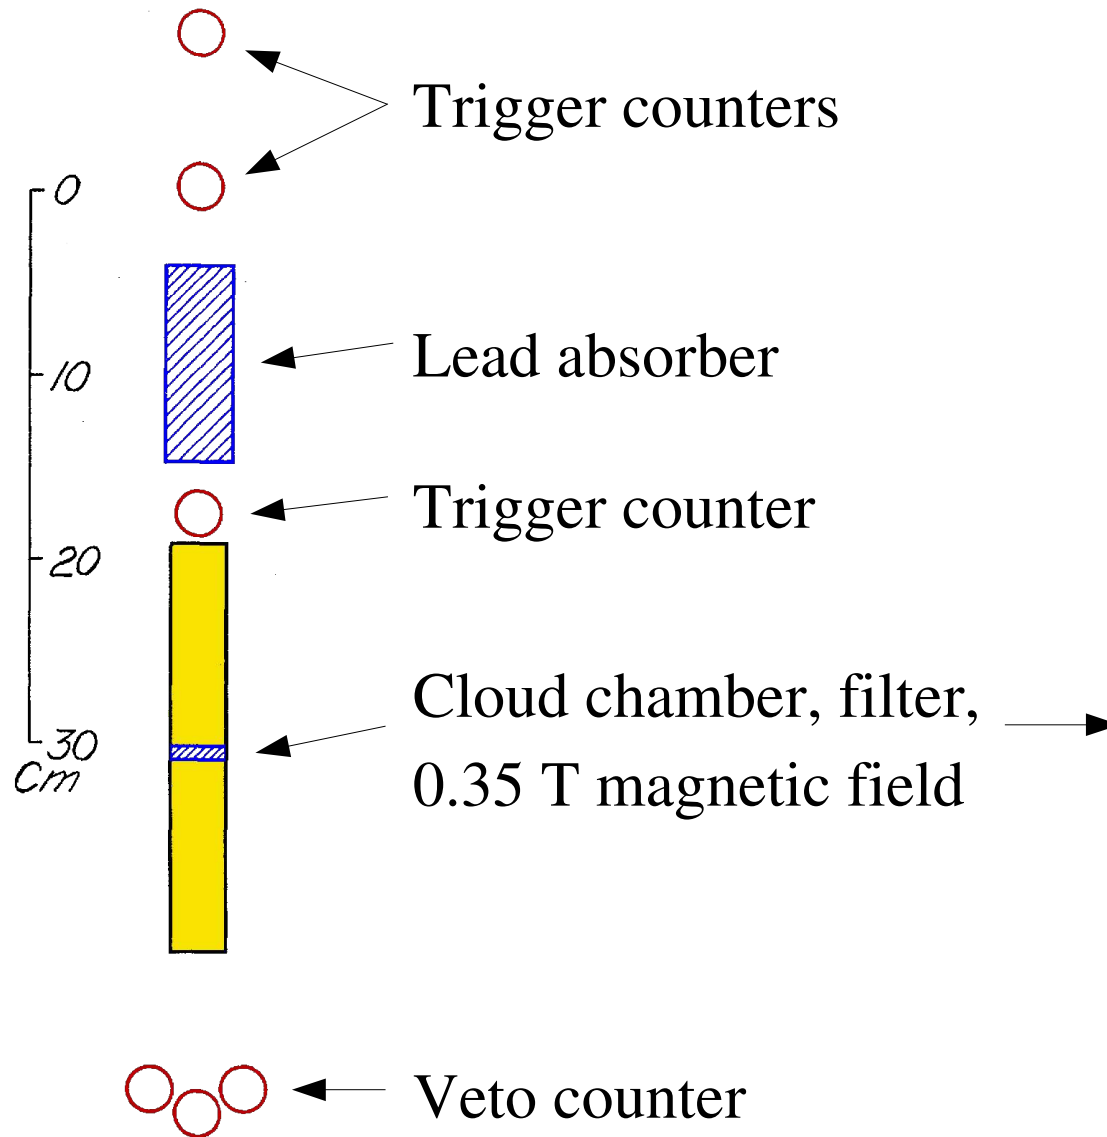 Trigger counters
0
Lead absorber
10
Trigger counter
20
Cloud chamber, filter,
30
Cm
0.35 T magnetic field
Veto counter